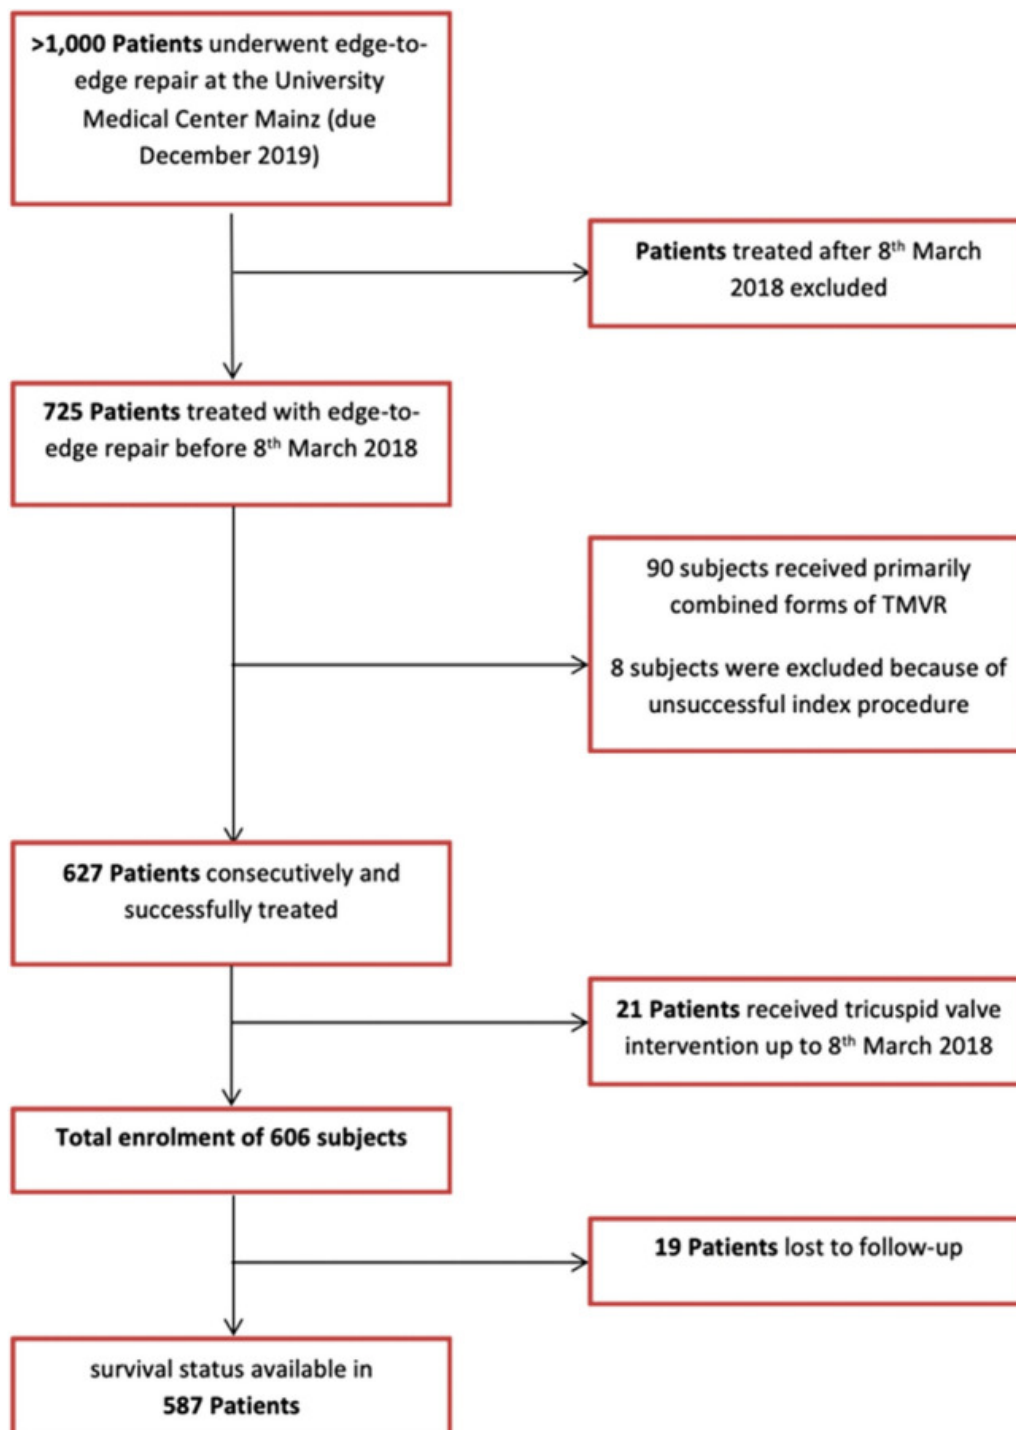 >1,000 Patients underwent edge-to-
edge repair at the University
Medical Center Mainz (due
December 2019)
Patients treated after 8th March
2018 excluded
725 Patients treated with edge-to-
edge repair before 8th March 2018
90 subjects received primarily
combined forms of TMVR
8 subjects were excluded because of
unsuccessful index procedure
627 Patients consecutively and
successfully treated
21 Patients received tricuspid valve
intervention up to 8th March 2018
Total enrolment of 606 subjects
19 Patients lost to follow-up
survival status available in
587 Patients